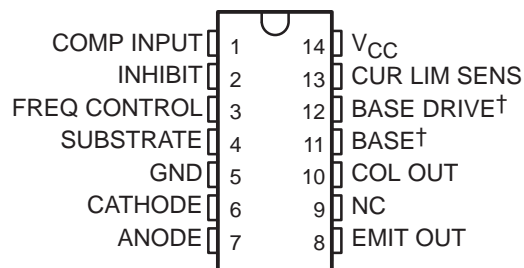 COMP INPUT 1 14 VCC
INHIBIT 2 13 CUR LIM SENS
FREQ CONTROL 3 12 BASE DRIVE†
SUBSTRATE 4 11 BASE†
GND 5 10 COL OUT
CATHODE 6 9 NC
ANODE 7 8 EMIT OUT